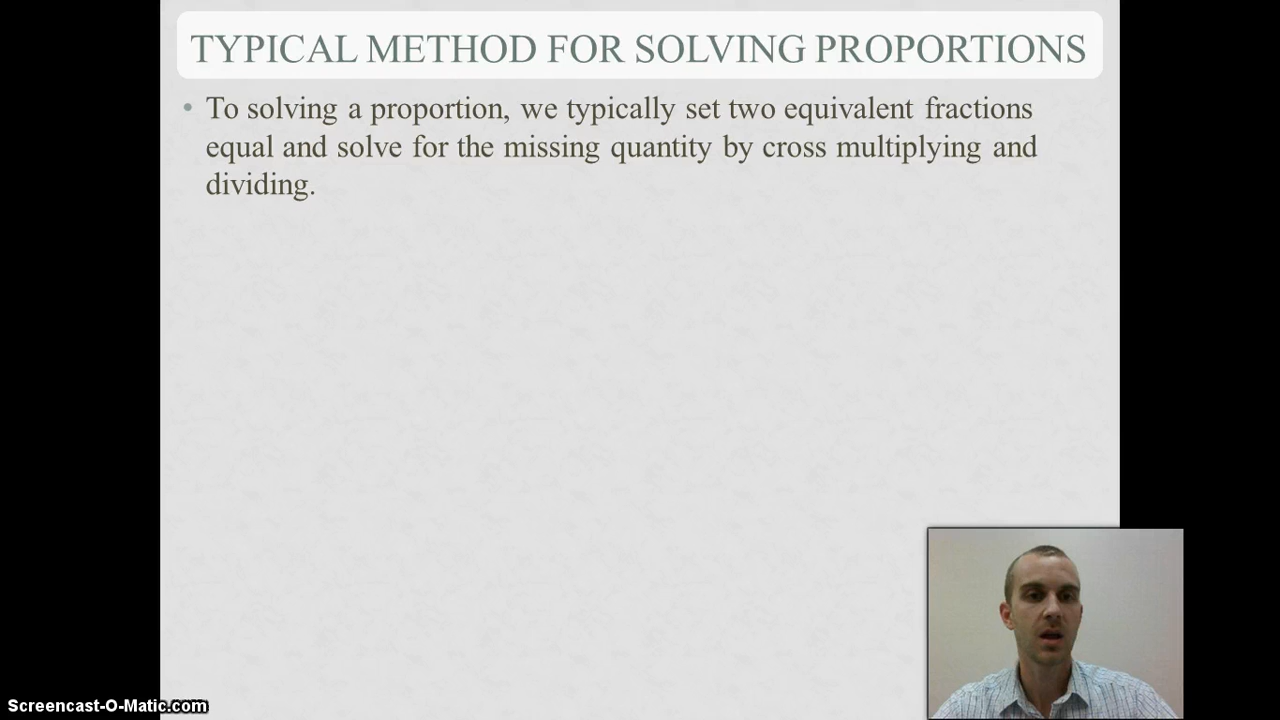 TYPICAL METHOD FOR SOLVING PROPORTIONS
• To solving a proportion, we typically set two equivalent fractions
equal and solve for the missing quantity by cross multiplying and
dividing.
Screencast-O-Matic.com